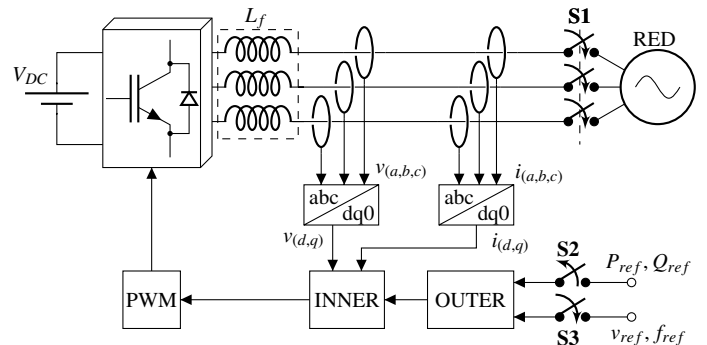 L_f
S1
RED
V_DC
v_(a,b,c)
i_(a,b,c)
abc
dq0
abc
dq0
v_(d,q)
i_(d,q)
S2
P_ref, Q_ref
PWM
INNER
OUTER
v_ref, f_ref
S3